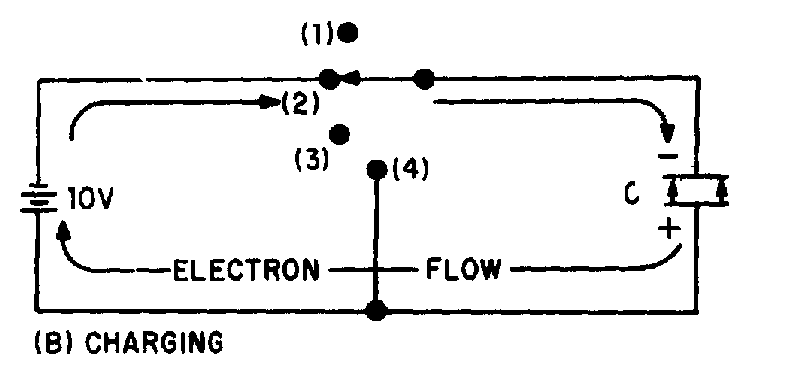 (1)
(2)
(3)
(4)
10V
C
−
+
ELECTRON FLOW
(B) CHARGING